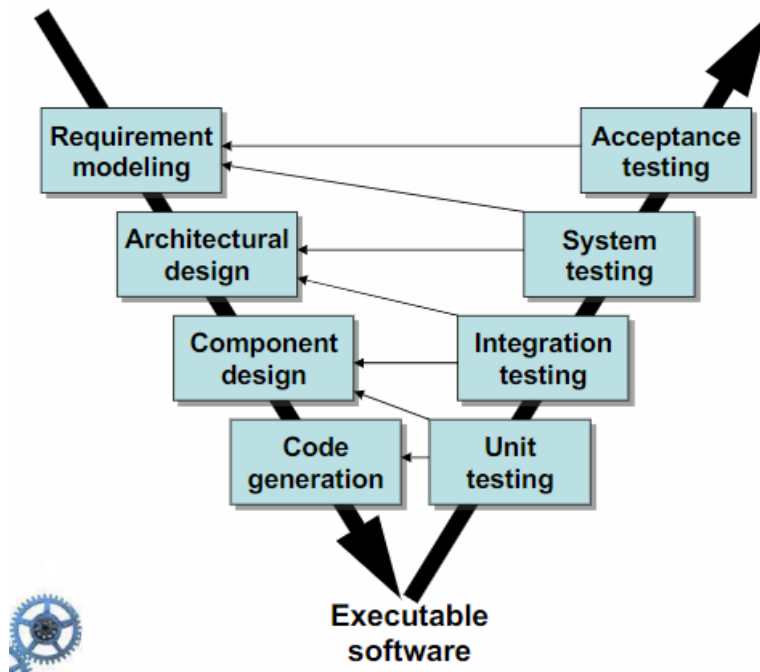 Requirement
modeling
Acceptance
testing
Architectural
design
System
testing
Component
design
Integration
testing
Code
generation
Unit
testing
Executable
software